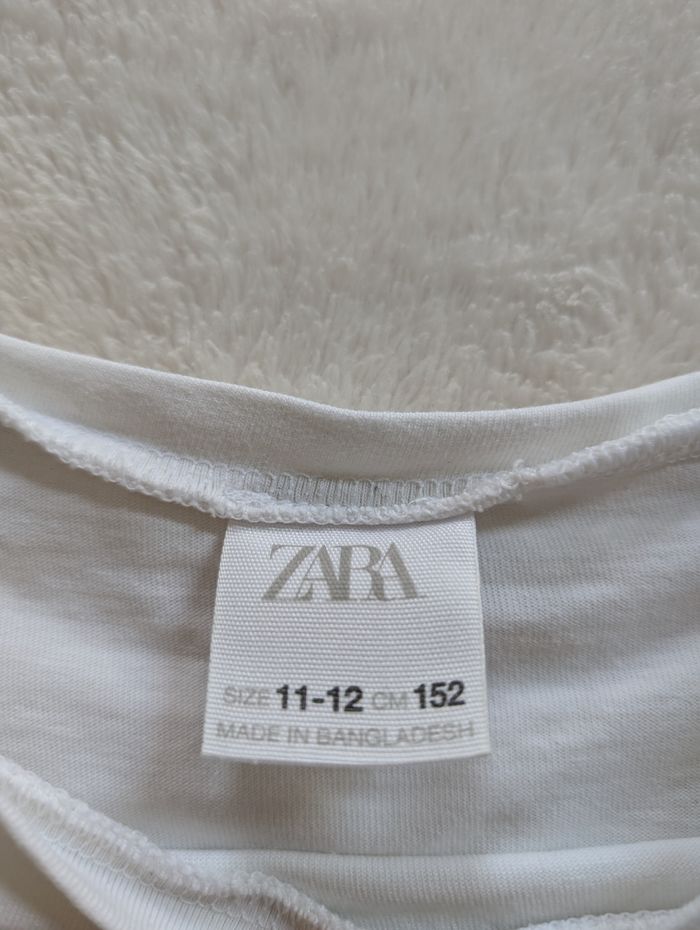 ZARA
SIZE 11-12 CM 152
MADE IN BANGLADESH